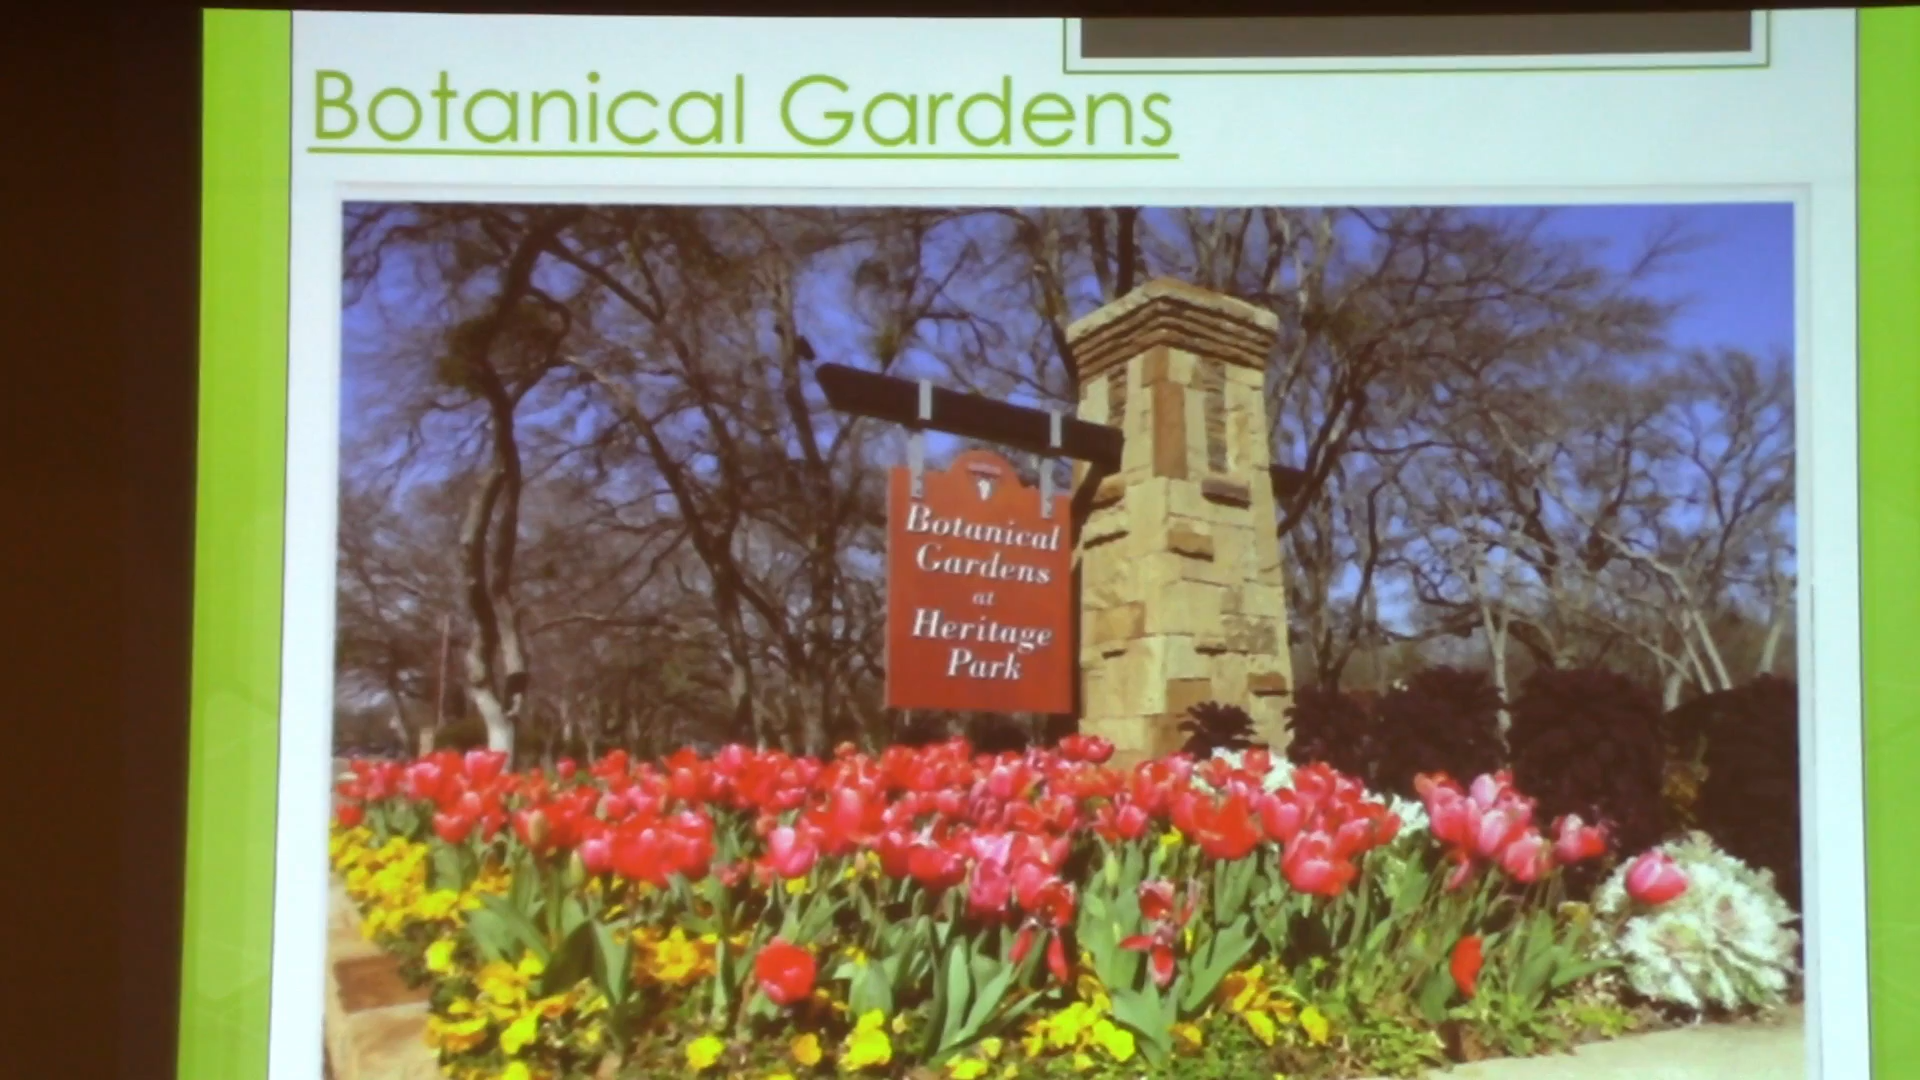 Botanical Gardens
Botanical
Gardens
at
Heritage
Park